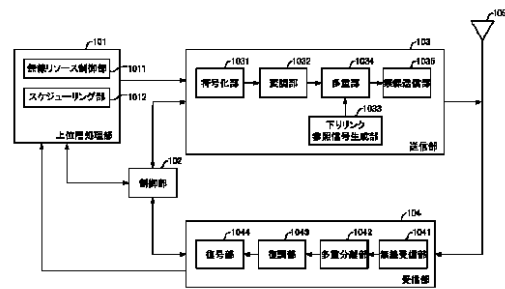 101
無線リソース制御部
1011
スケジューリング部
1012
上位層処理部
102
制御部
103
1031
符号化部
1032
変調部
1034
多重部
1035
無線送信部
1033
下りリンク
参照信号生成部
送信部
104
1044
復号部
1043
復調部
1042
多重分離部
1041
無線受信部
受信部